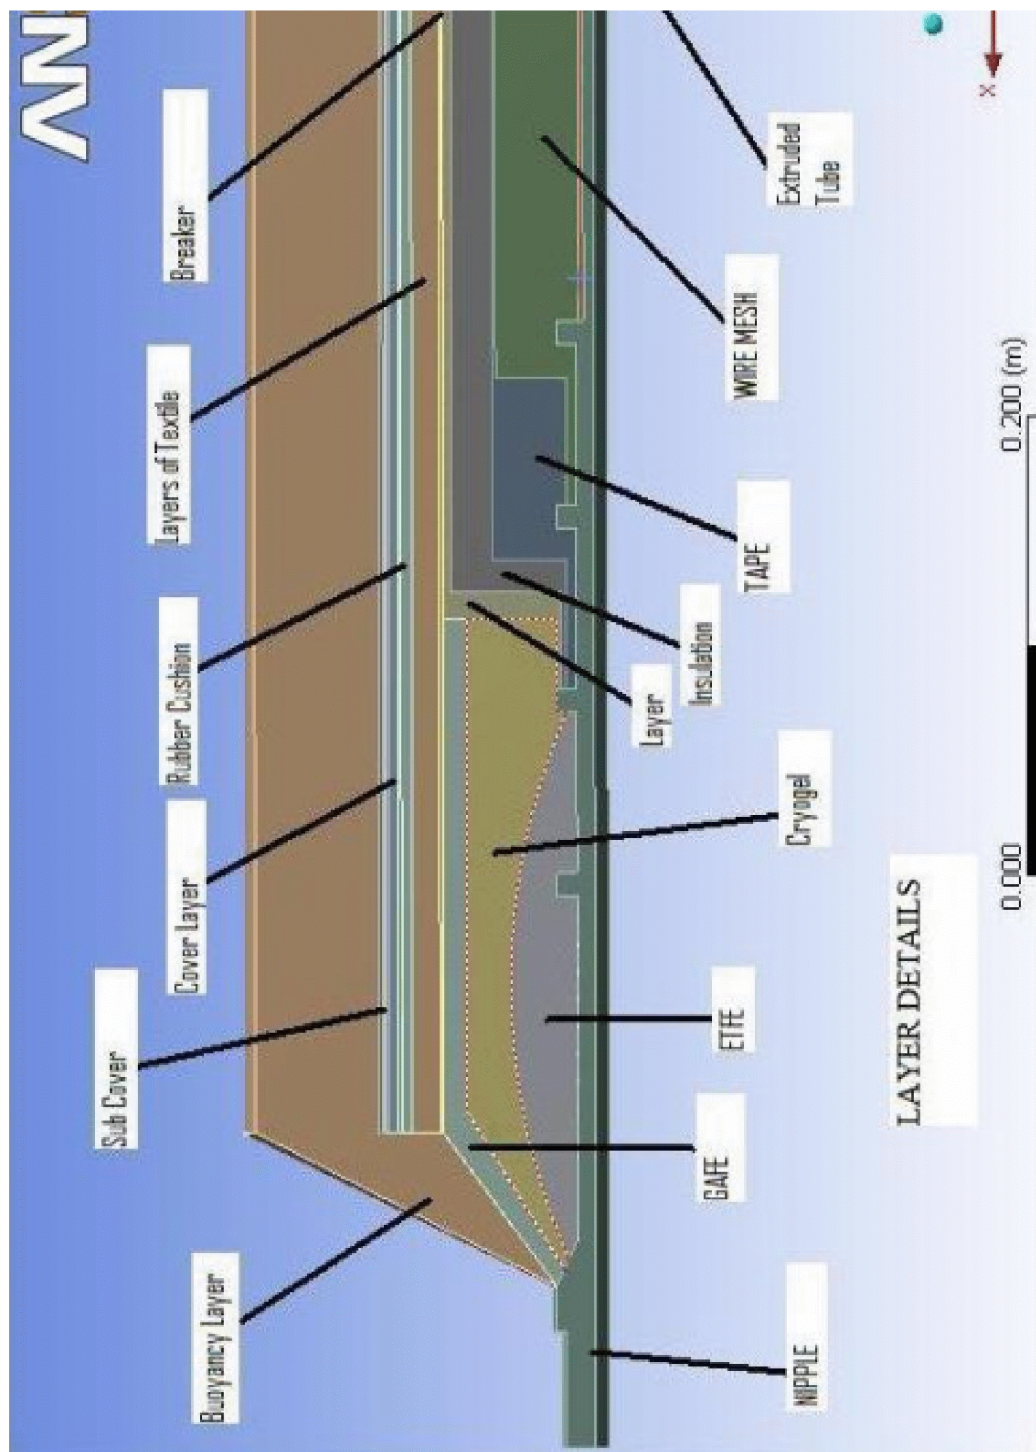 Sub Cover
Buoyancy Layer
Cover Layer
Rubber Cushion
Layers of Textile
Breaker
Layer
Insulation
GAFE
ETFE
TAPE
WIRE MESH
NIPPLE
Cryogel
Extruded
Tube
LAYER DETAILS
0.000
0.200 (m)
X